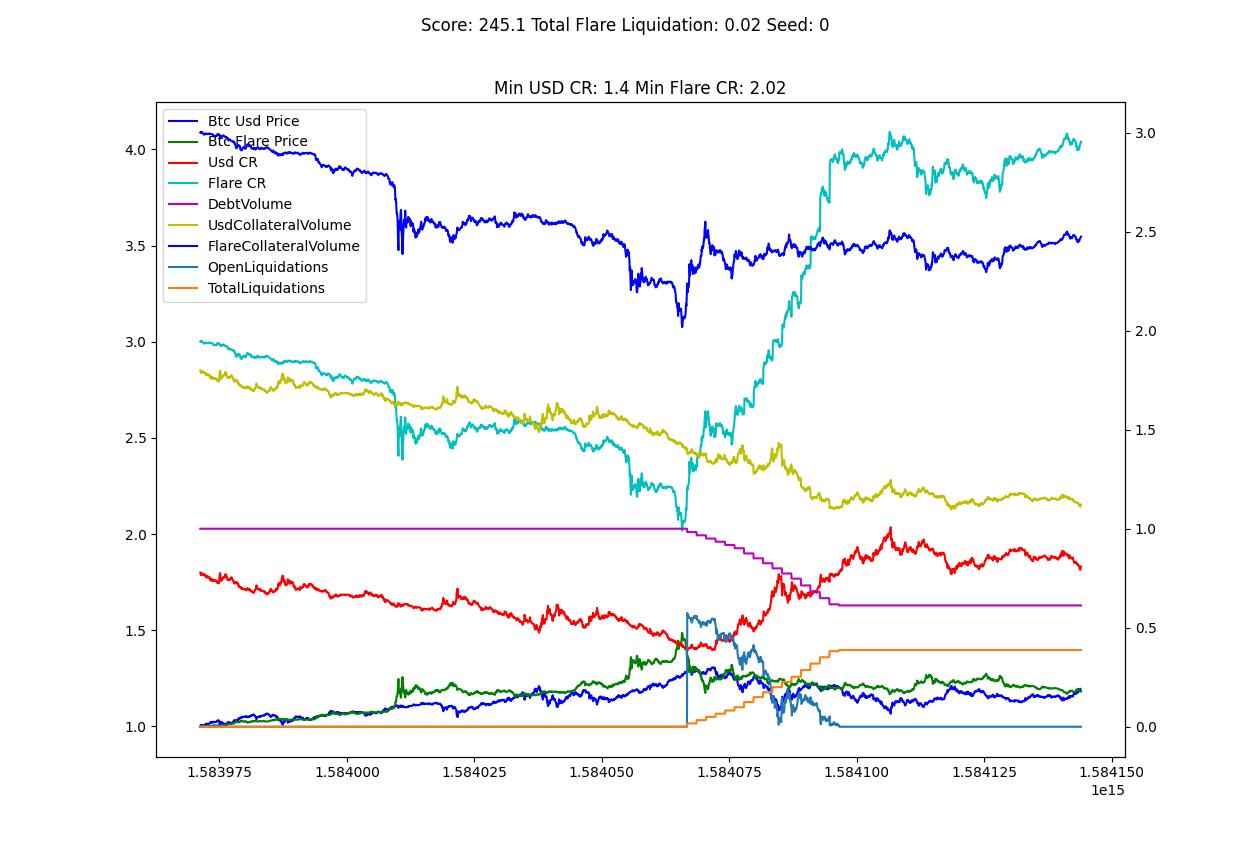 Score: 245.1 Total Flare Liquidation: 0.02 Seed: 0
Min USD CR: 1.4 Min Flare CR: 2.02
Btc Usd Price
Btc Flare Price
Usd CR
Flare CR
DebtVolume
UsdCollateralVolume
FlareCollateralVolume
OpenLiquidations
TotalLiquidations
4.0
3.5
3.0
2.5
2.0
1.5
1.0
3.0
2.5
2.0
1.5
1.0
0.5
0.0
1.583975 1.584000 1.584025 1.584050 1.584075 1.584100 1.584125 1.584150
1e15